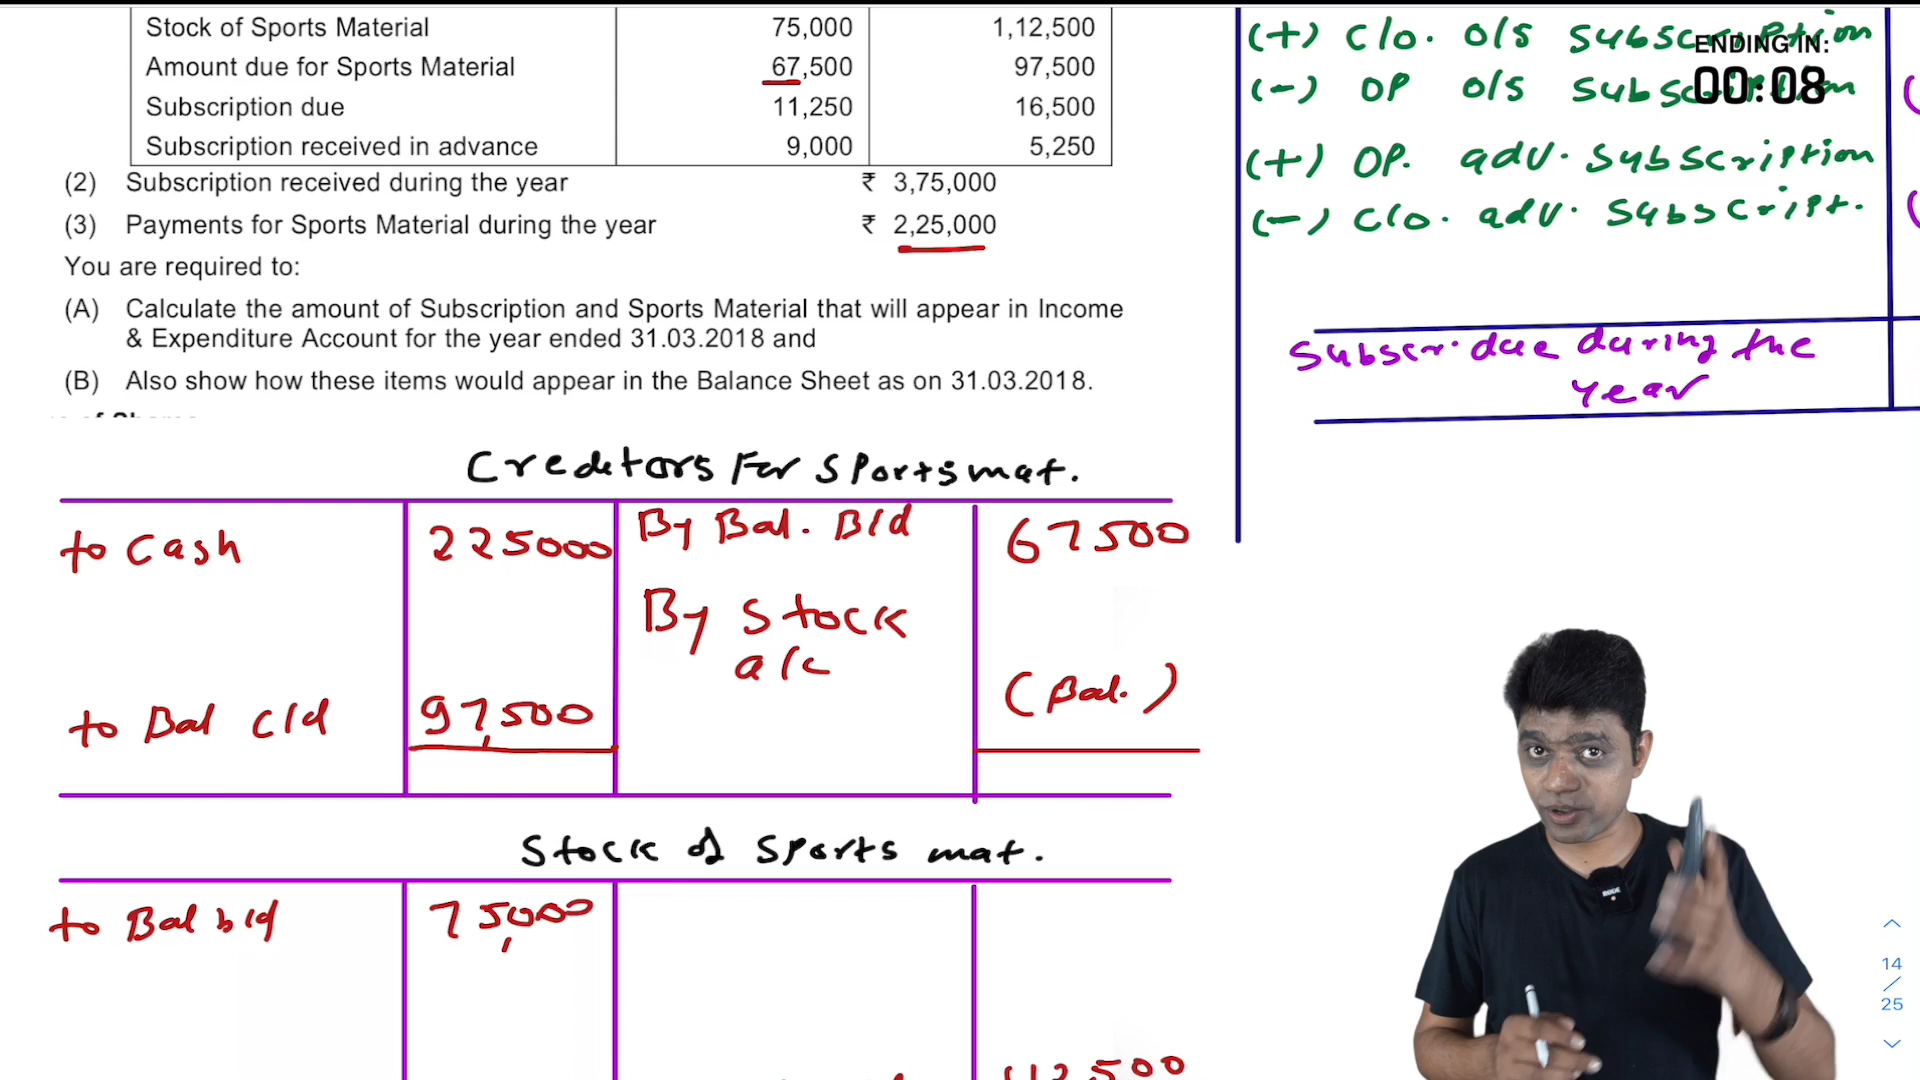 Stock of Sports Material 75,000 1,12,500
Amount due for Sports Material 67,500 97,500
Subscription due 11,250 16,500
Subscription received in advance 9,000 5,250
(2) Subscription received during the year ₹ 3,75,000
(3) Payments for Sports Material during the year ₹ 2,25,000
You are required to:
(A) Calculate the amount of Subscription and Sports Material that will appear in Income
& Expenditure Account for the year ended 31.03.2018 and
(B) Also show how these items would appear in the Balance Sheet as on 31.03.2018.
(+) Clo. o/s Subscription
ENDING IN:
00:08
(-) OP o/s Subscription
(+) OP. adv. Subscription
(-) Clo. adv. Subscript.
Subscr. due during the
Year
Creditors For Sports mat.
to Cash 225000 By Bal. B/d 67500
By Stock
a/c
(Bal.)
to Bal c/d 97,500
Stock of Sports mat.
to Bal b/d 75,000
RODE
14
/
25